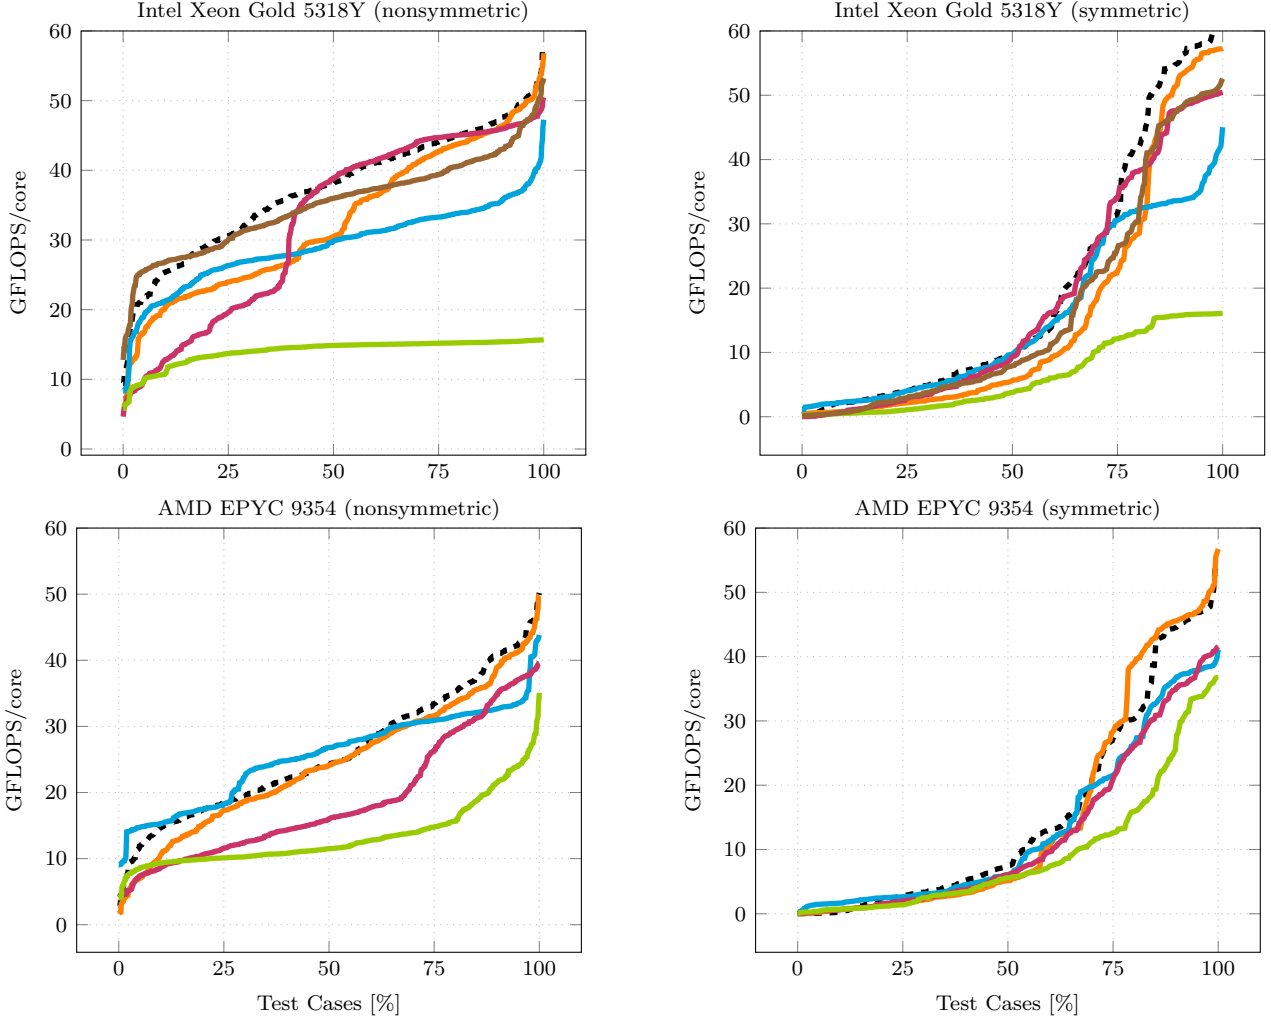 Intel Xeon Gold 5318Y (nonsymmetric)
60
50
40
30
20
10
0
GFLOPS/core
0 25 50 75 100
Intel Xeon Gold 5318Y (symmetric)
60
50
40
30
20
10
0
GFLOPS/core
0 25 50 75 100
AMD EPYC 9354 (nonsymmetric)
60
50
40
30
20
10
0
GFLOPS/core
0 25 50 75 100
Test Cases [%]
AMD EPYC 9354 (symmetric)
60
50
40
30
20
10
0
GFLOPS/core
0 25 50 75 100
Test Cases [%]